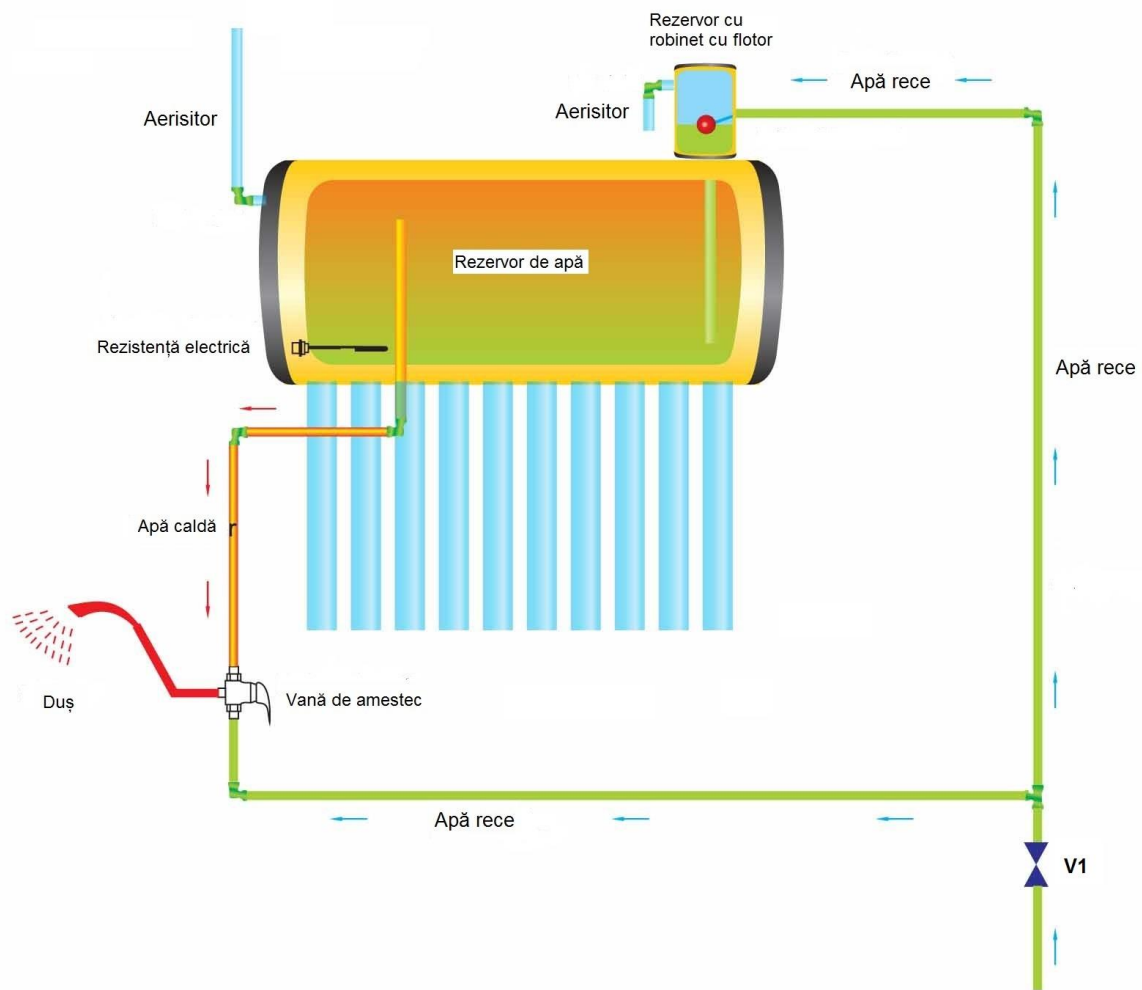 Rezervor cu
robinet cu flotor
Apă rece
Aerisitor
Aerisitor
Rezervor de apă
Rezistență electrică
Apă rece
Apă caldă
r
Duș
Vană de amestec
Apă rece
V1